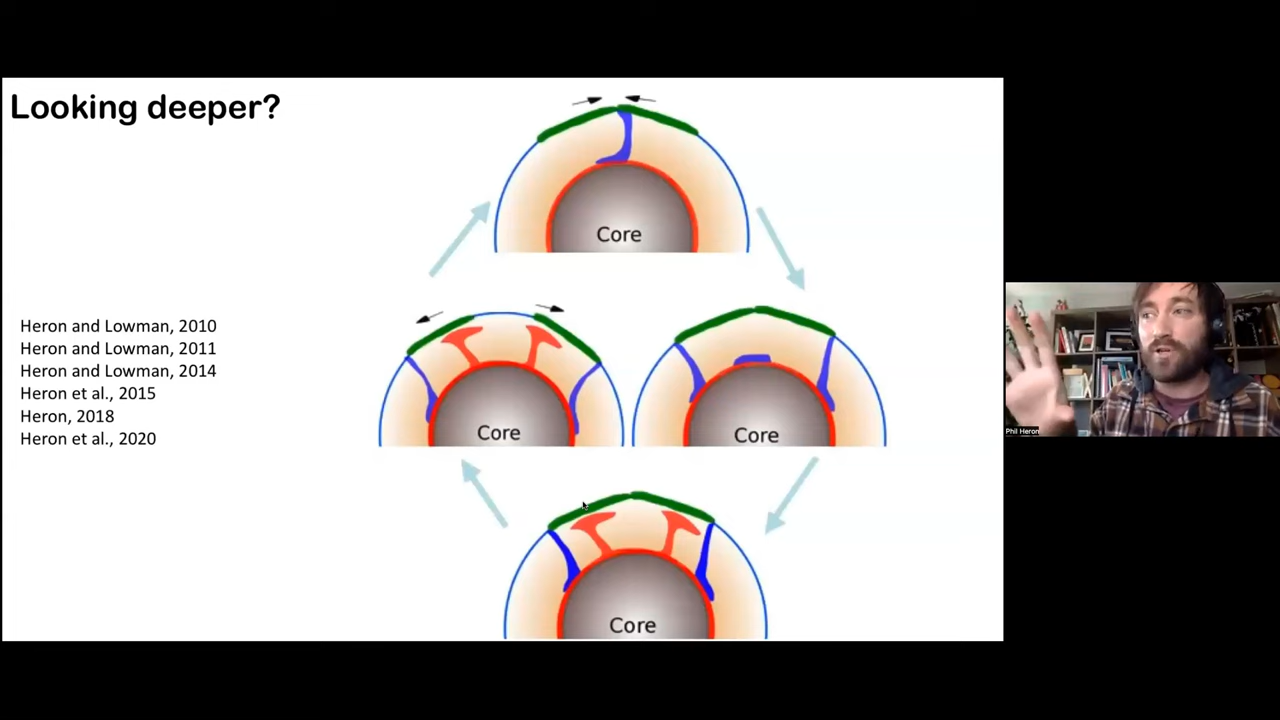 Looking deeper?
Core
Heron and Lowman, 2010
Heron and Lowman, 2011
Heron and Lowman, 2014
Heron et al., 2015
Heron, 2018
Heron et al., 2020
Core
Core
Core
Phil Heron